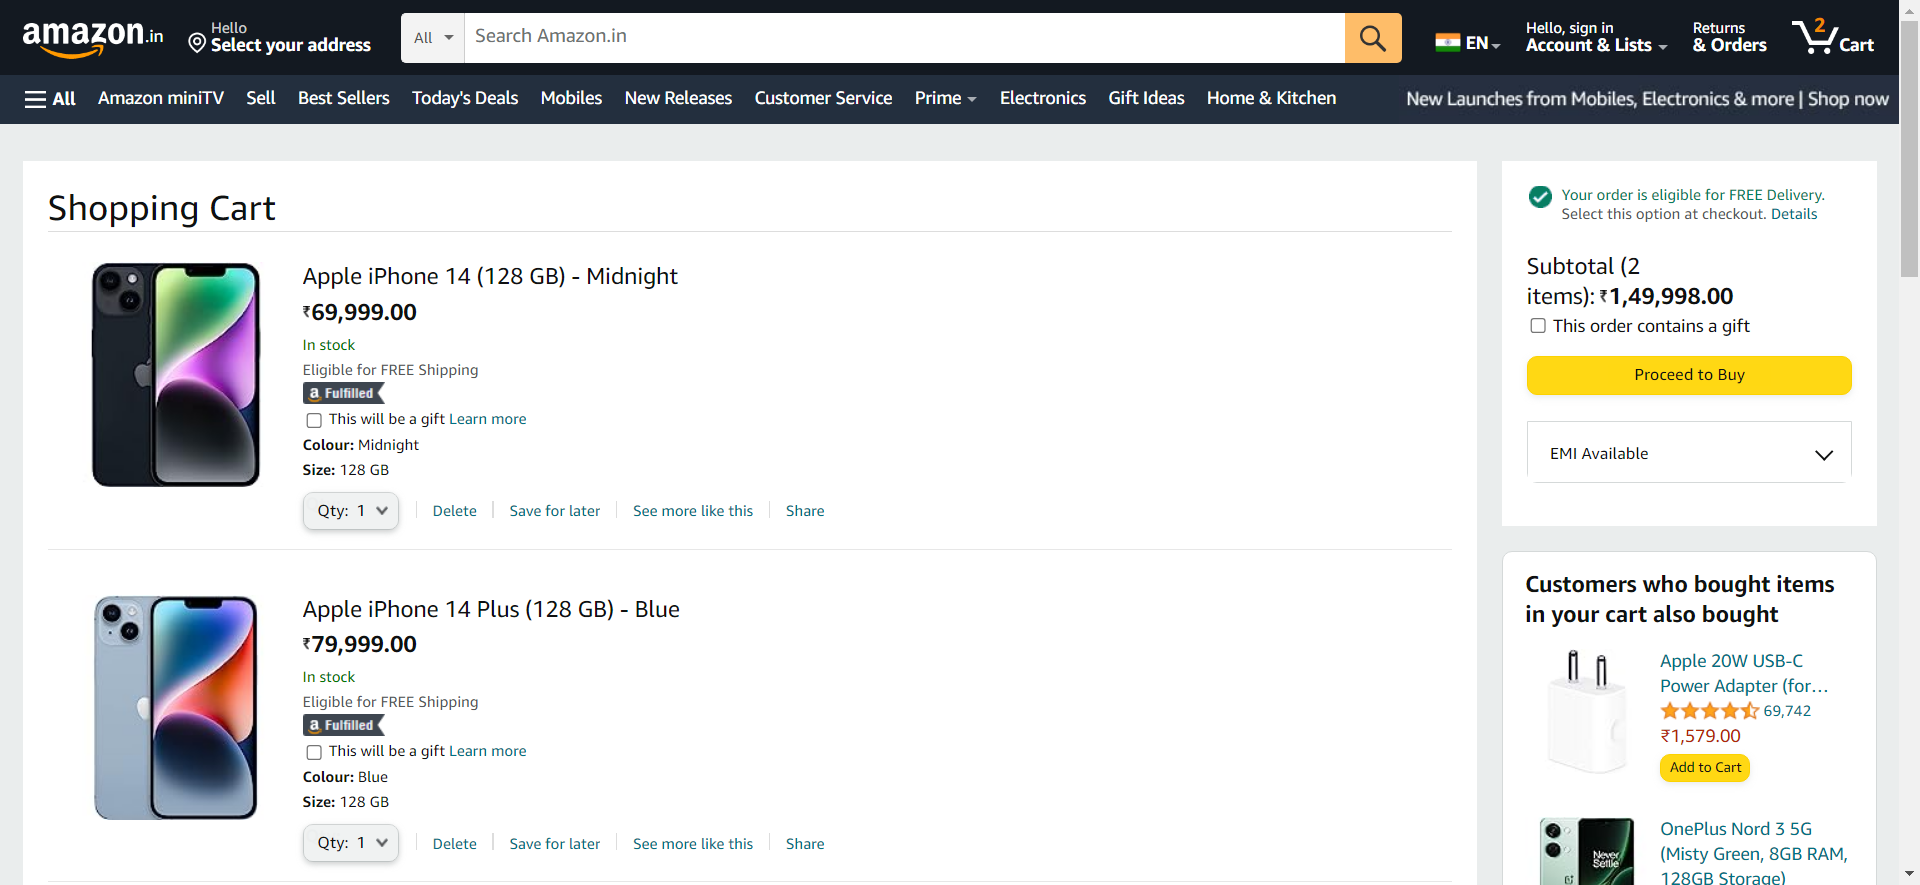 amazon.in
Hello
Select your address
All
Search Amazon.in
EN
Hello, sign in
Account & Lists
Returns
& Orders
2
Cart
All
Amazon miniTV
Sell
Best Sellers
Today's Deals
Mobiles
New Releases
Customer Service
Prime
Electronics
Gift Ideas
Home & Kitchen
New Launches from Mobiles, Electronics & more | Shop now
Shopping Cart
Apple iPhone 14 (128 GB) - Midnight
₹69,999.00
In stock
Eligible for FREE Shipping
a Fulfilled
This will be a gift Learn more
Colour: Midnight
Size: 128 GB
Qty: 1
Delete
Save for later
See more like this
Share
Apple iPhone 14 Plus (128 GB) - Blue
₹79,999.00
In stock
Eligible for FREE Shipping
a Fulfilled
This will be a gift Learn more
Colour: Blue
Size: 128 GB
Qty: 1
Delete
Save for later
See more like this
Share
Your order is eligible for FREE Delivery.
Select this option at checkout. Details
Subtotal (2
items): ₹1,49,998.00
This order contains a gift
Proceed to Buy
EMI Available
Customers who bought items
in your cart also bought
Apple 20W USB-C
Power Adapter (for…
69,742
₹1,579.00
Add to Cart
Never
Settle
OnePlus Nord 3 5G
(Misty Green, 8GB RAM,
128GB Storage)